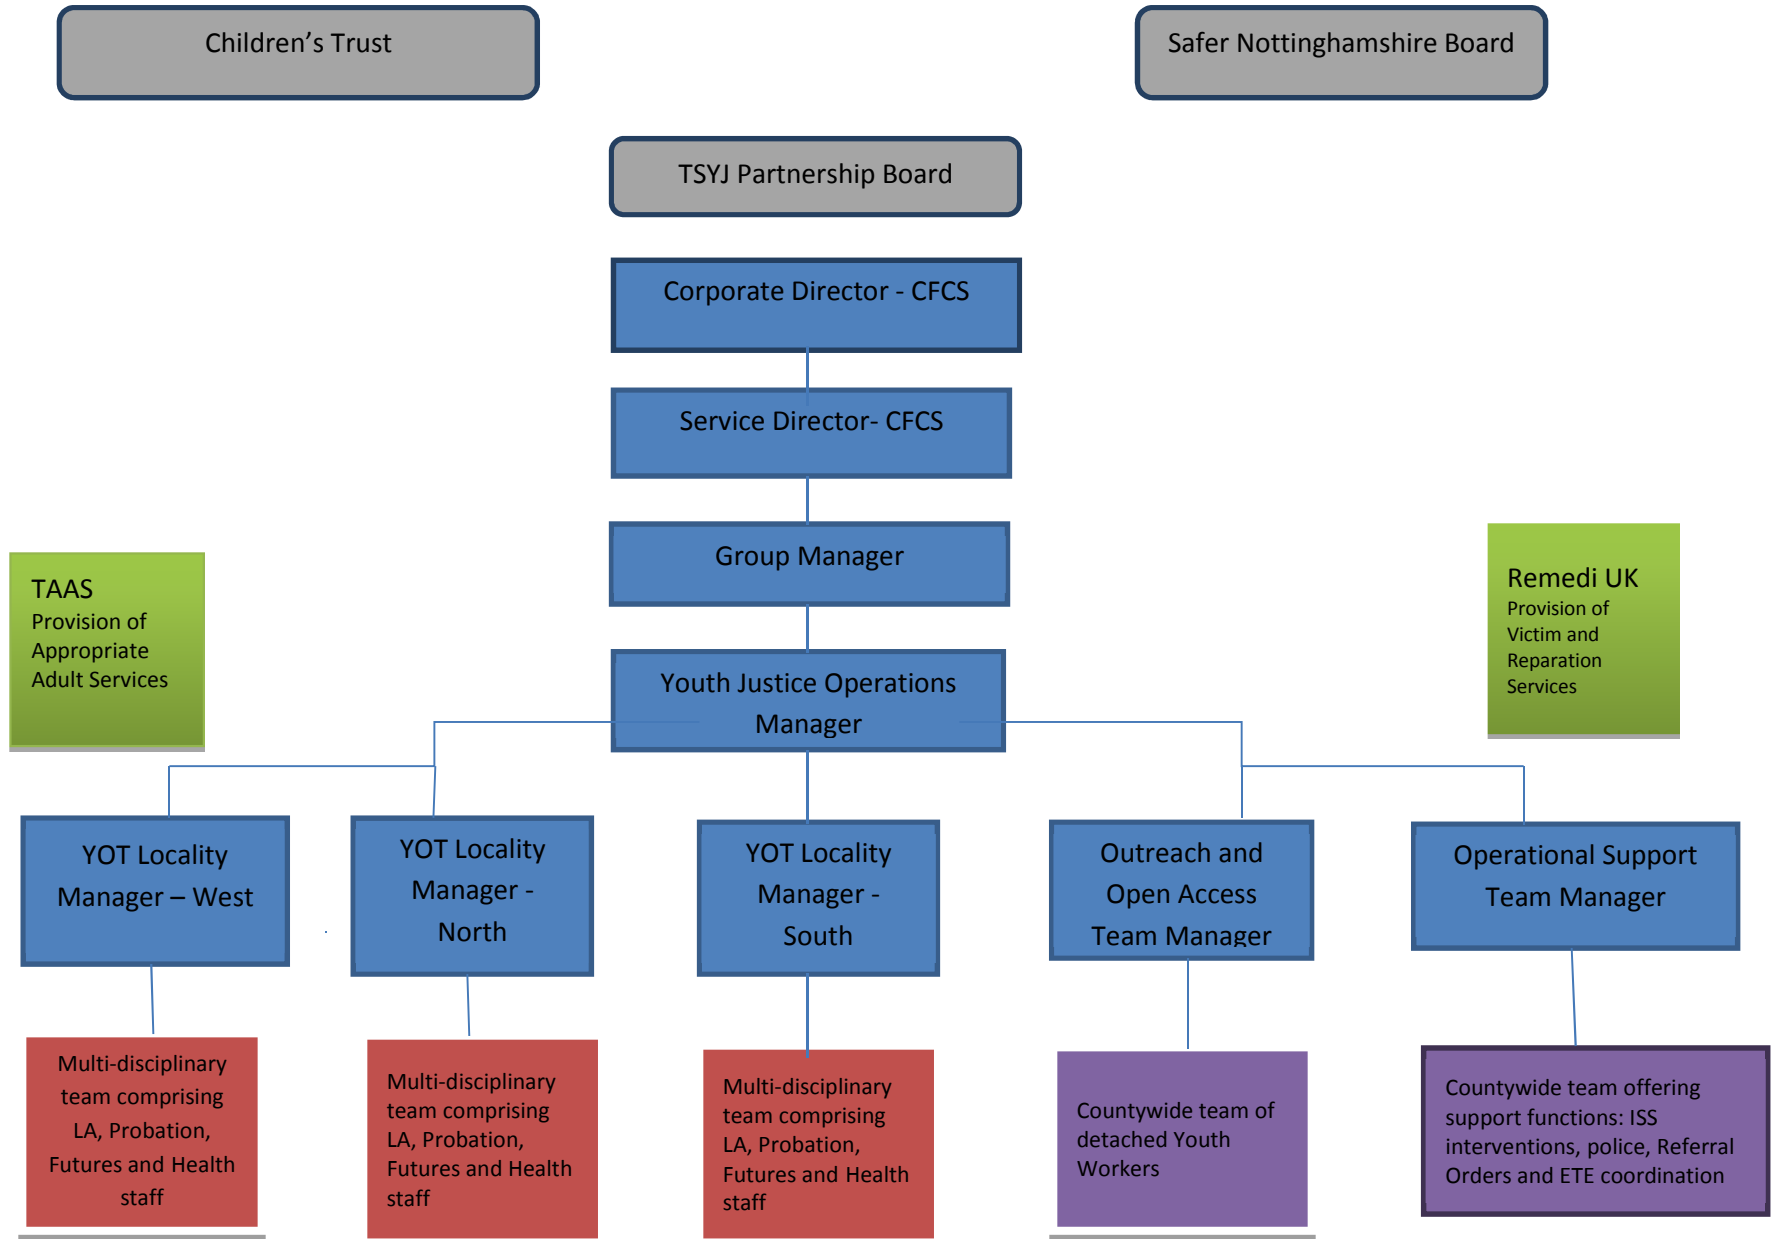 Children's Trust
Safer Nottinghamshire Board
TSYJ Partnership Board
Corporate Director - CFCS
Service Director- CFCS
Group Manager
TAAS
Provision of
Appropriate
Adult Services
Remedi UK
Provision of
Victim and
Reparation
Services
Youth Justice Operations
Manager
YOT Locality
Manager – West
YOT Locality
Manager -
North
YOT Locality
Manager -
South
Outreach and
Open Access
Team Manager
Operational Support
Team Manager
Multi-disciplinary
team comprising
LA, Probation,
Futures and Health
staff
Multi-disciplinary
team comprising
LA, Probation,
Futures and Health
staff
Multi-disciplinary
team comprising
LA, Probation,
Futures and Health
staff
Countywide team of
detached Youth
Workers
Countywide team offering
support functions: ISS
interventions, police, Referral
Orders and ETE coordination